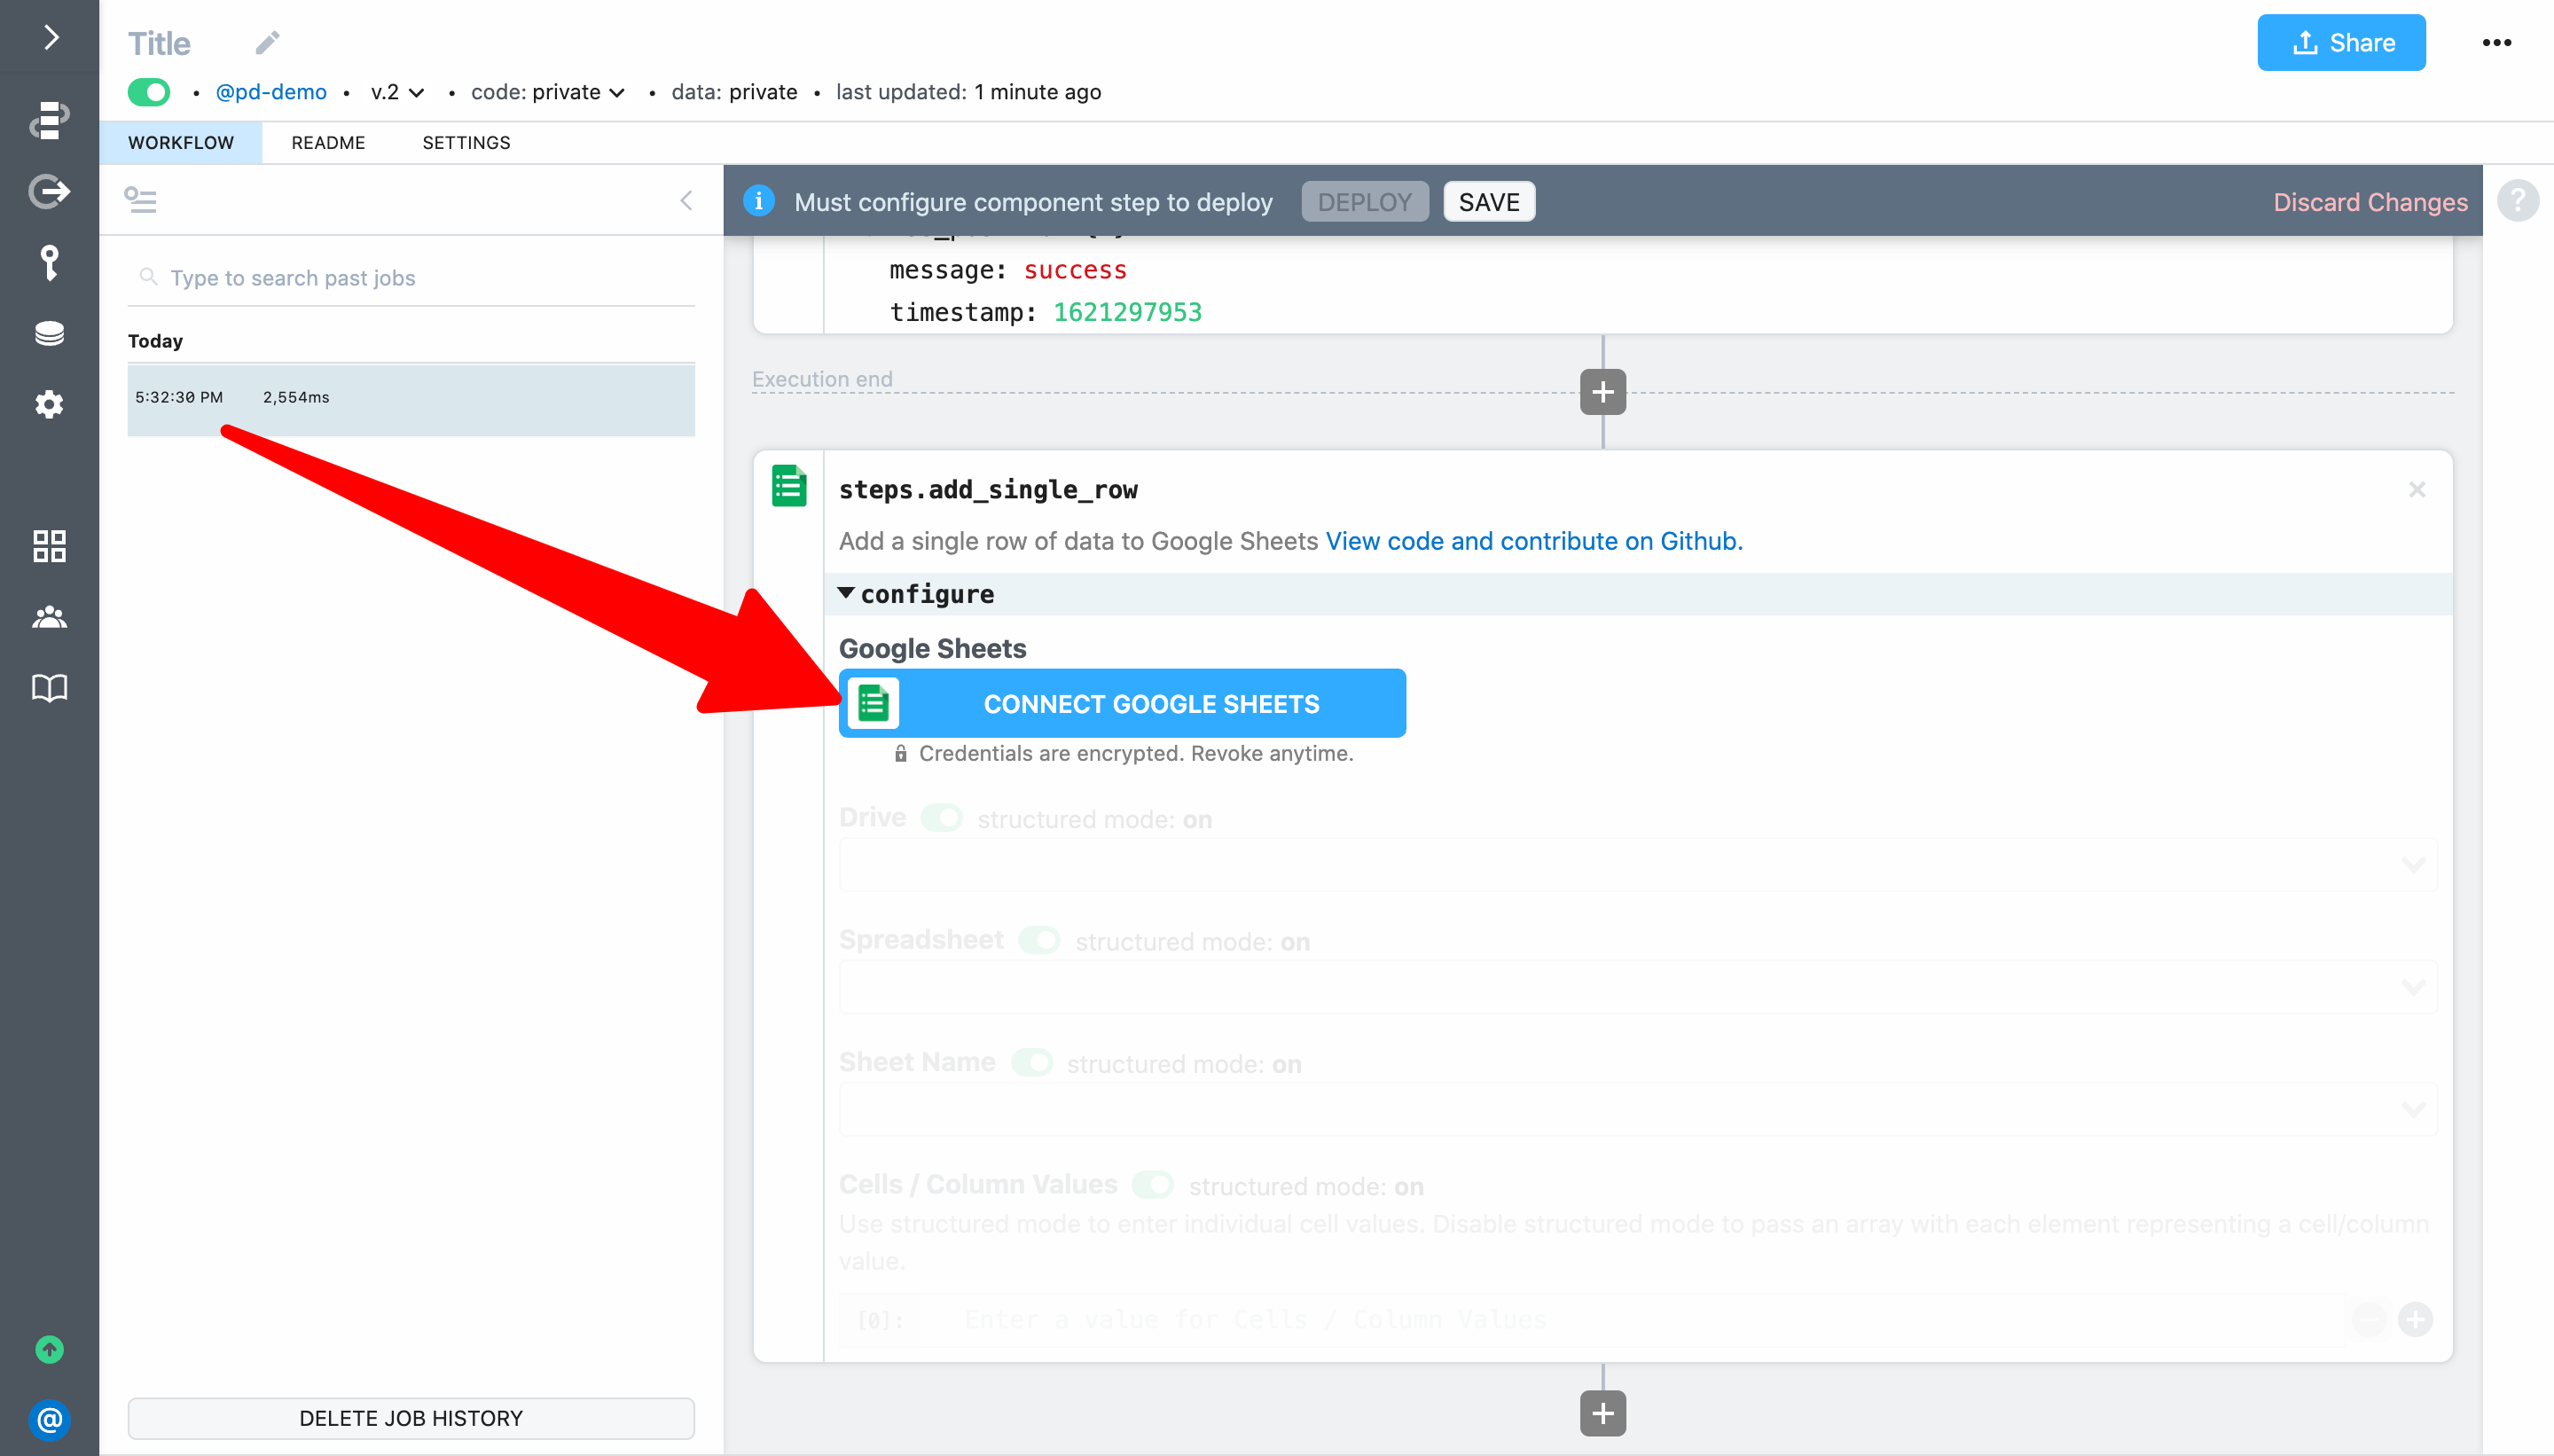 Title
Share
@pd-demo • v.2 • code: private • data: private • last updated: 1 minute ago
WORKFLOW README SETTINGS
Must configure component step to deploy DEPLOY SAVE Discard Changes
Type to search past jobs
Today
5:32:30 PM 2,554ms
DELETE JOB HISTORY
message: success
timestamp: 1621297953
Execution end
steps.add_single_row
Add a single row of data to Google Sheets View code and contribute on Github.
configure
Google Sheets
CONNECT GOOGLE SHEETS
Credentials are encrypted. Revoke anytime.
Drive structured mode: on
Spreadsheet structured mode: on
Sheet Name structured mode: on
Cells / Column Values structured mode: on
Use structured mode to enter individual cell values. Disable structured mode to pass an array with each element representing a cell/column
value.
[0]: Enter a value for Cells / Column Values